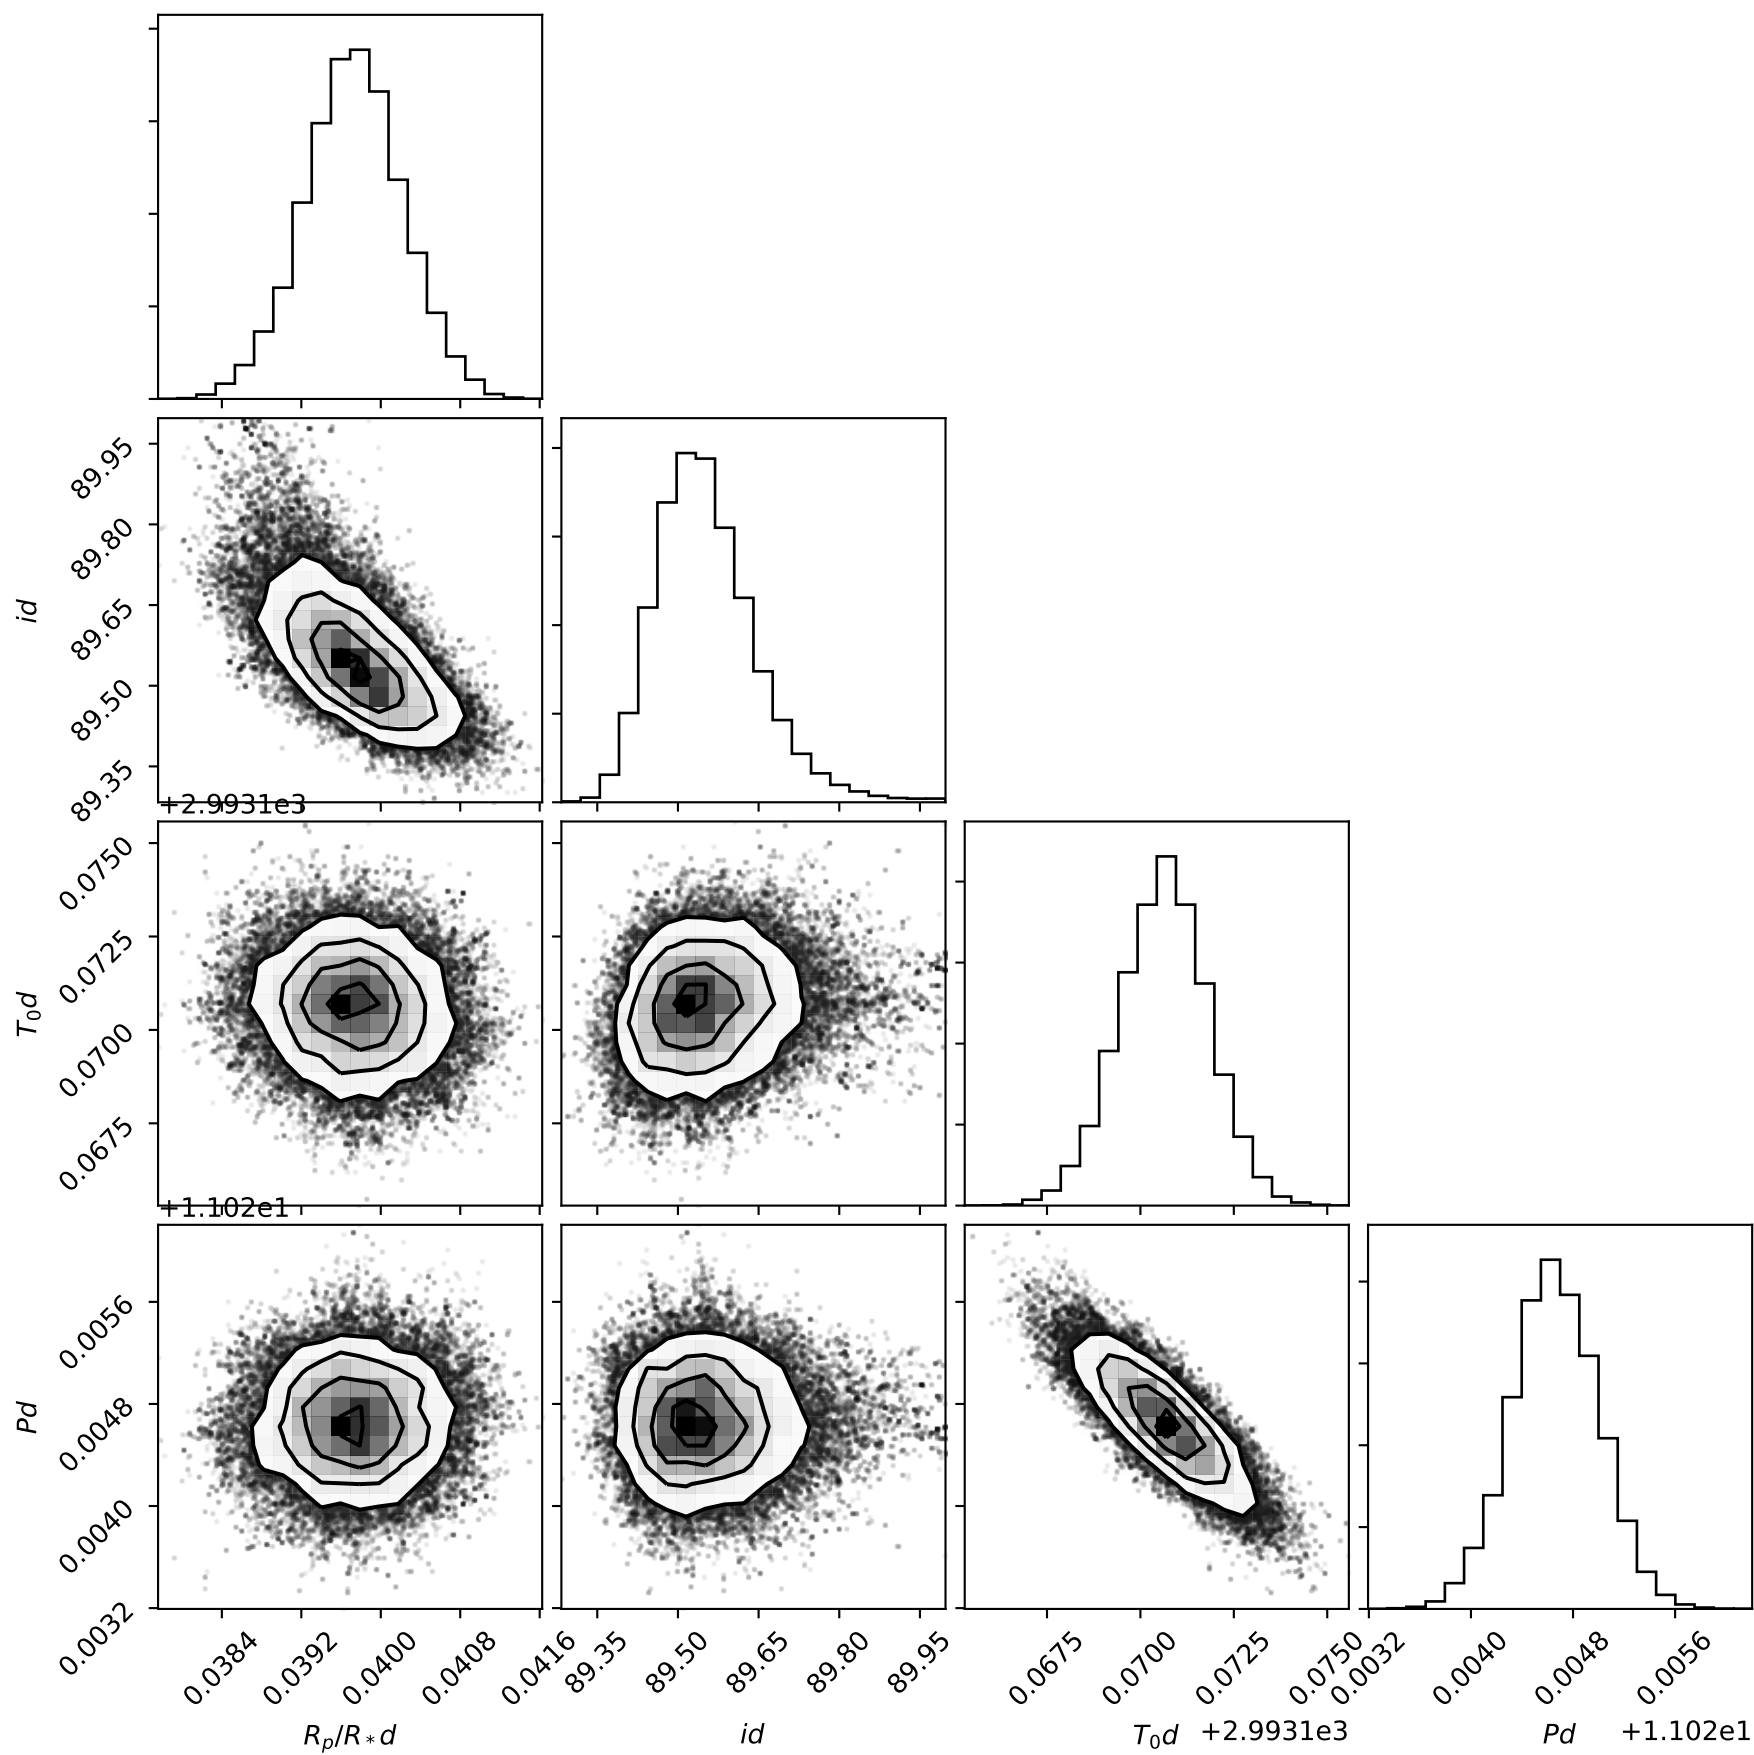 89.95
89.80
89.65
89.50
89.35
id
+2.9931e3
0.0750
0.0725
0.0700
0.0675
T₀d
+1.102e1
0.0056
0.0048
0.0040
0.0032
Pd
0.0384 0.0392 0.0400 0.0408 0.0416
89.35 89.50 89.65 89.80 89.95
0.0675 0.0700 0.0725 0.0750
0.0032 0.0040 0.0048 0.0056
Rₚ/R*d
id
T₀d +2.9931e3
Pd +1.102e1